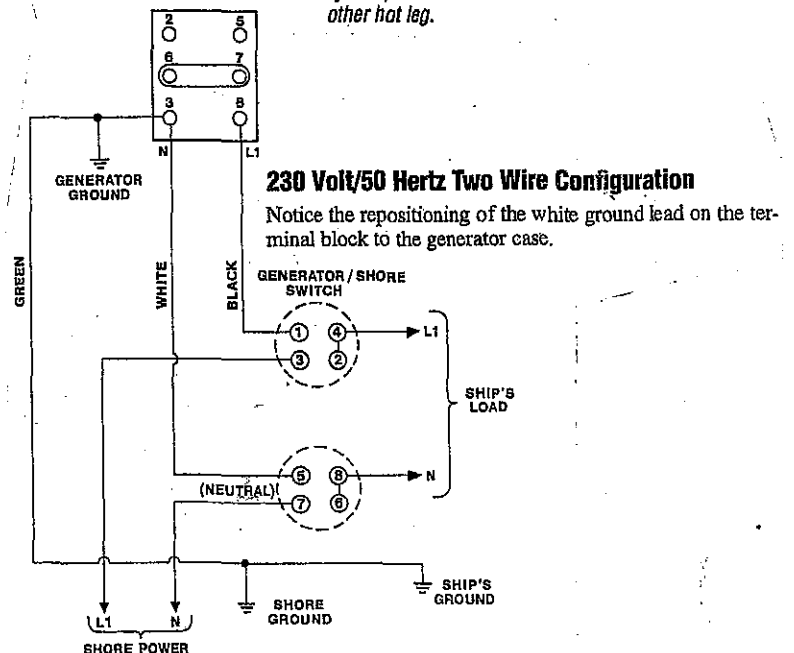 other hot leg.
2 5
6 7
3 8
N L1
GENERATOR
GROUND
230 Volt/50 Hertz Two Wire Configuration
Notice the repositioning of the white ground lead on the ter-
minal block to the generator case.
GREEN
WHITE
BLACK
GENERATOR / SHORE
SWITCH
1 4
L1
3 2
SHIP'S
LOAD
5 8
N
(NEUTRAL)
7 6
SHIP'S
GROUND
SHORE
GROUND
L1 N
SHORE POWER